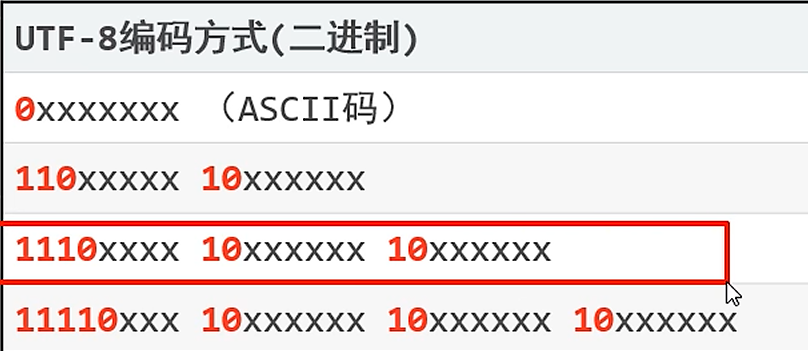 UTF-8编码方式(二进制)
0xxxxxxx （ASCII码）
110xxxxx 10xxxxxx
1110xxxx 10xxxxxx 10xxxxxx
11110xxx 10xxxxxx 10xxxxxx 10xxxxxx